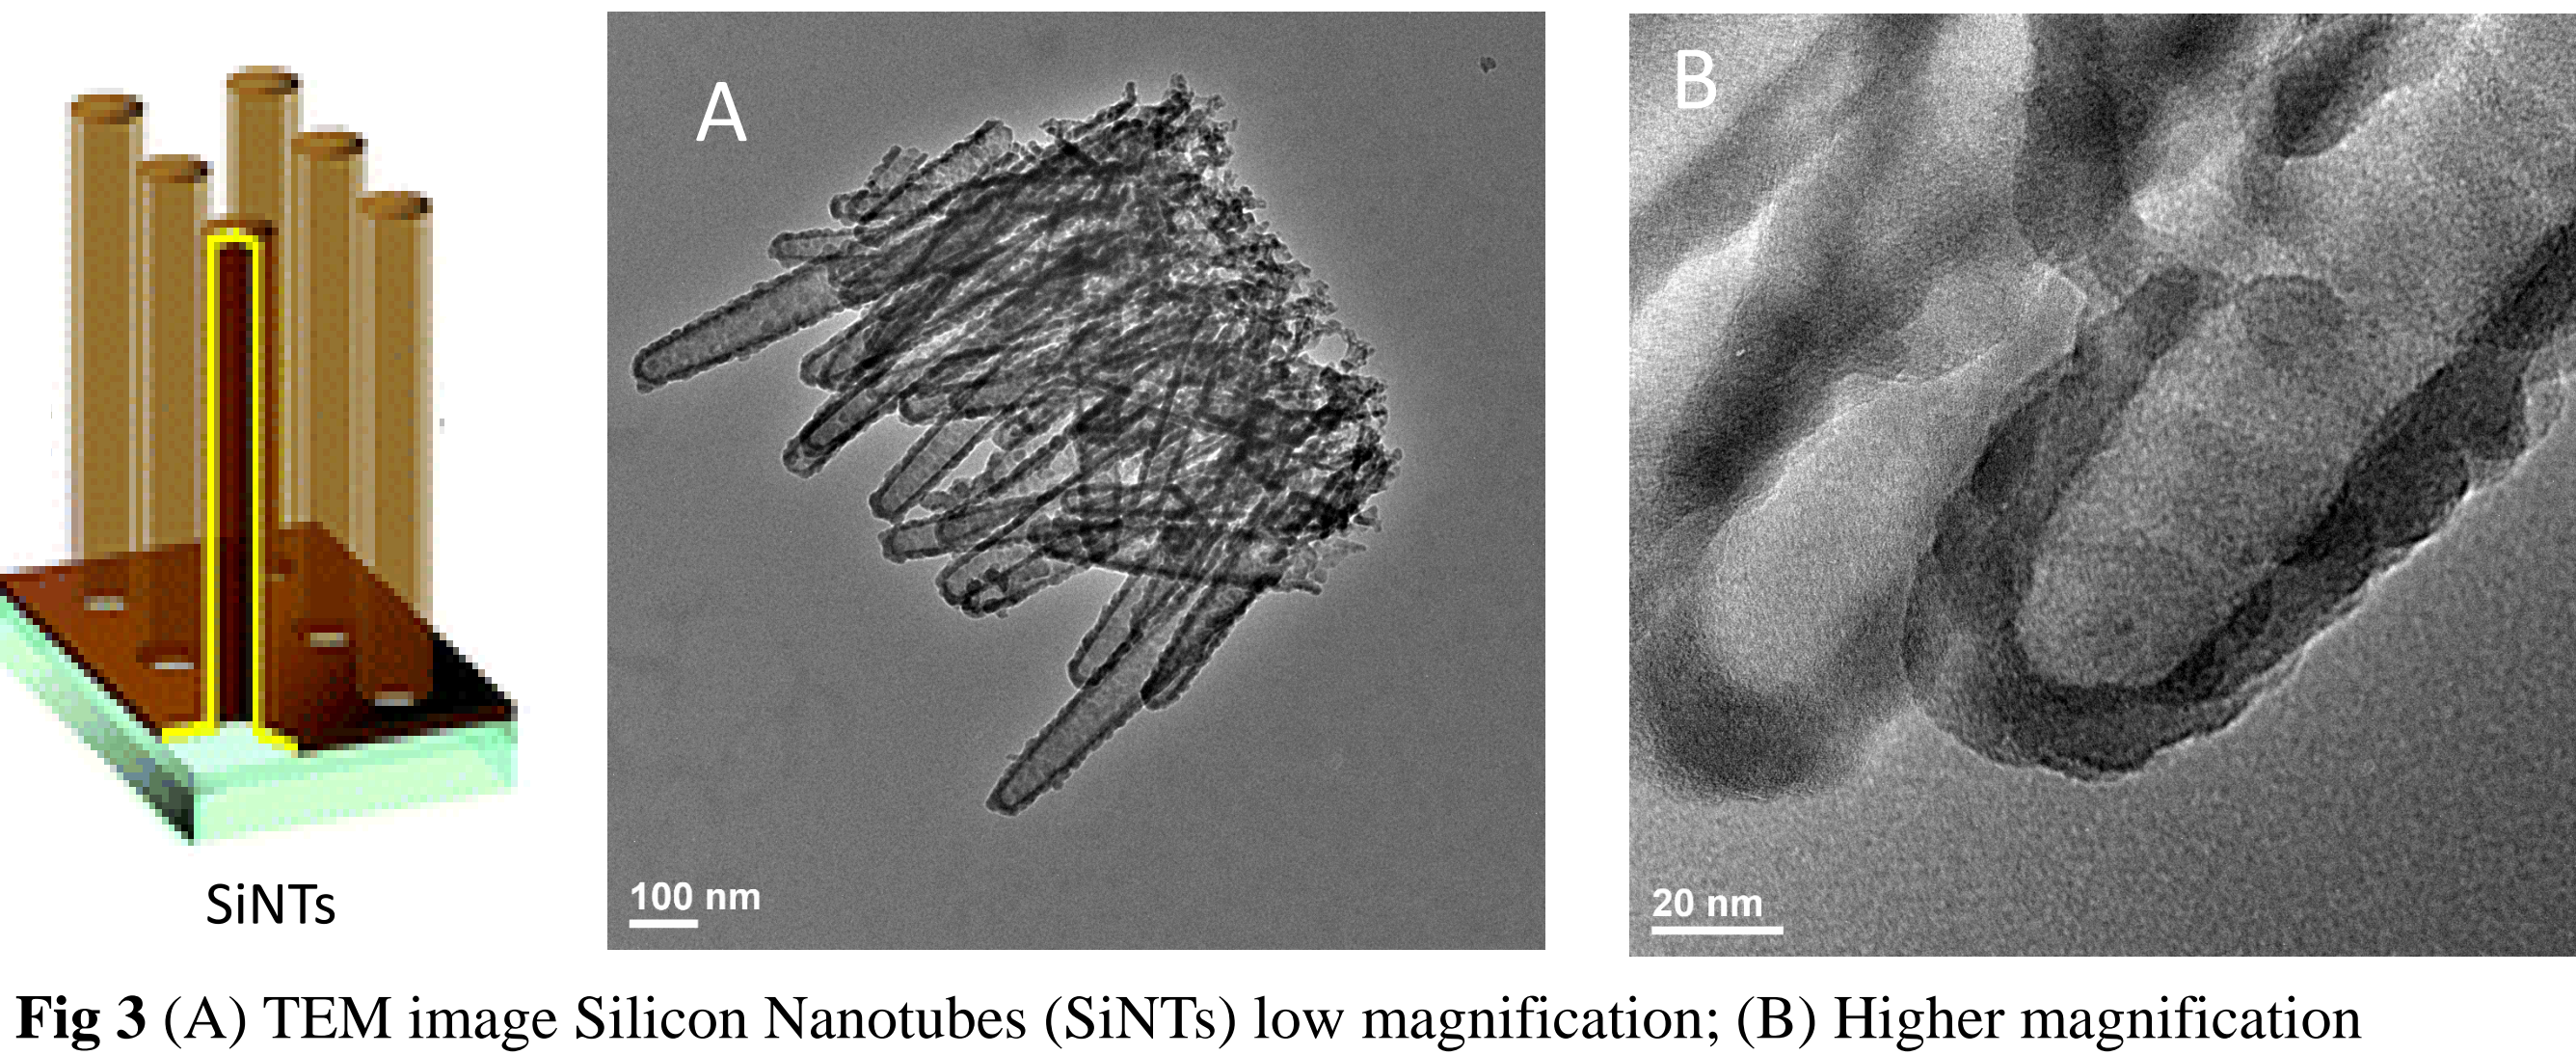 A
B
100 nm
20 nm
SiNTs
Fig 3 (A) TEM image Silicon Nanotubes (SiNTs) low magnification; (B) Higher magnification